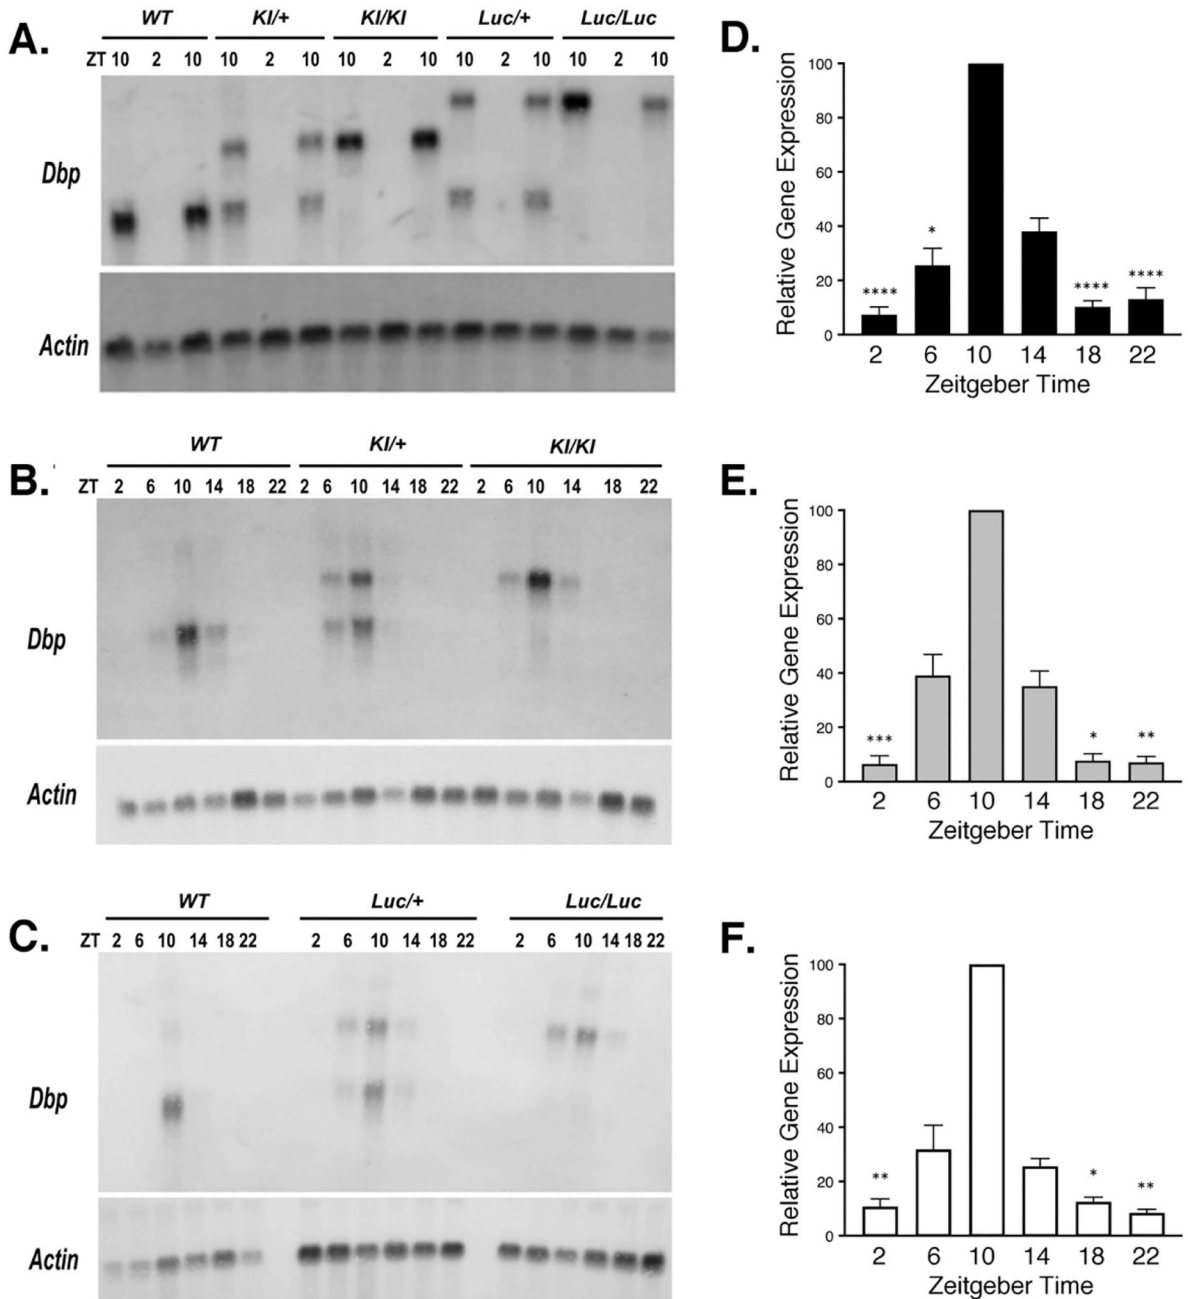 A.
WT KI/+ KI/KI Luc/+ Luc/Luc
ZT 10 2 10 10 2 10 10 2 10 10 2 10 10 2 10
Dbp
Actin
D.
Relative Gene Expression
100
80
60
40
20
0
**** * **** ****
2 6 10 14 18 22
Zeitgeber Time
B.
WT KI/+ KI/KI
ZT 2 6 10 14 18 22 2 6 10 14 18 22 2 6 10 14 18 22
Dbp
Actin
E.
Relative Gene Expression
100
80
60
40
20
0
*** * **
2 6 10 14 18 22
Zeitgeber Time
C.
WT Luc/+ Luc/Luc
ZT 2 6 10 14 18 22 2 6 10 14 18 22 2 6 10 14 18 22
Dbp
Actin
F.
Relative Gene Expression
100
80
60
40
20
0
** * **
2 6 10 14 18 22
Zeitgeber Time